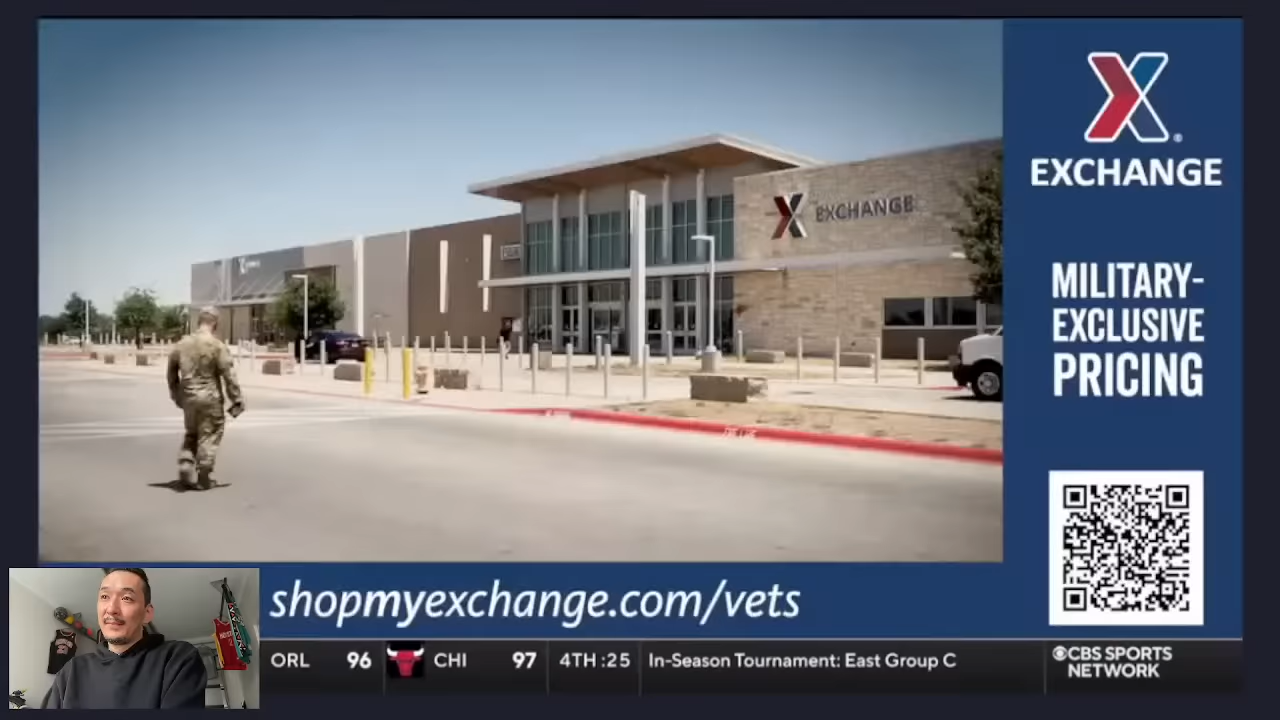 EXCHANGE
EXCHANGE
MILITARY-
EXCLUSIVE
PRICING
shopmyexchange.com/vets
ORL 96 CHI 97 4TH :25 In-Season Tournament: East Group C
CBS SPORTS
NETWORK